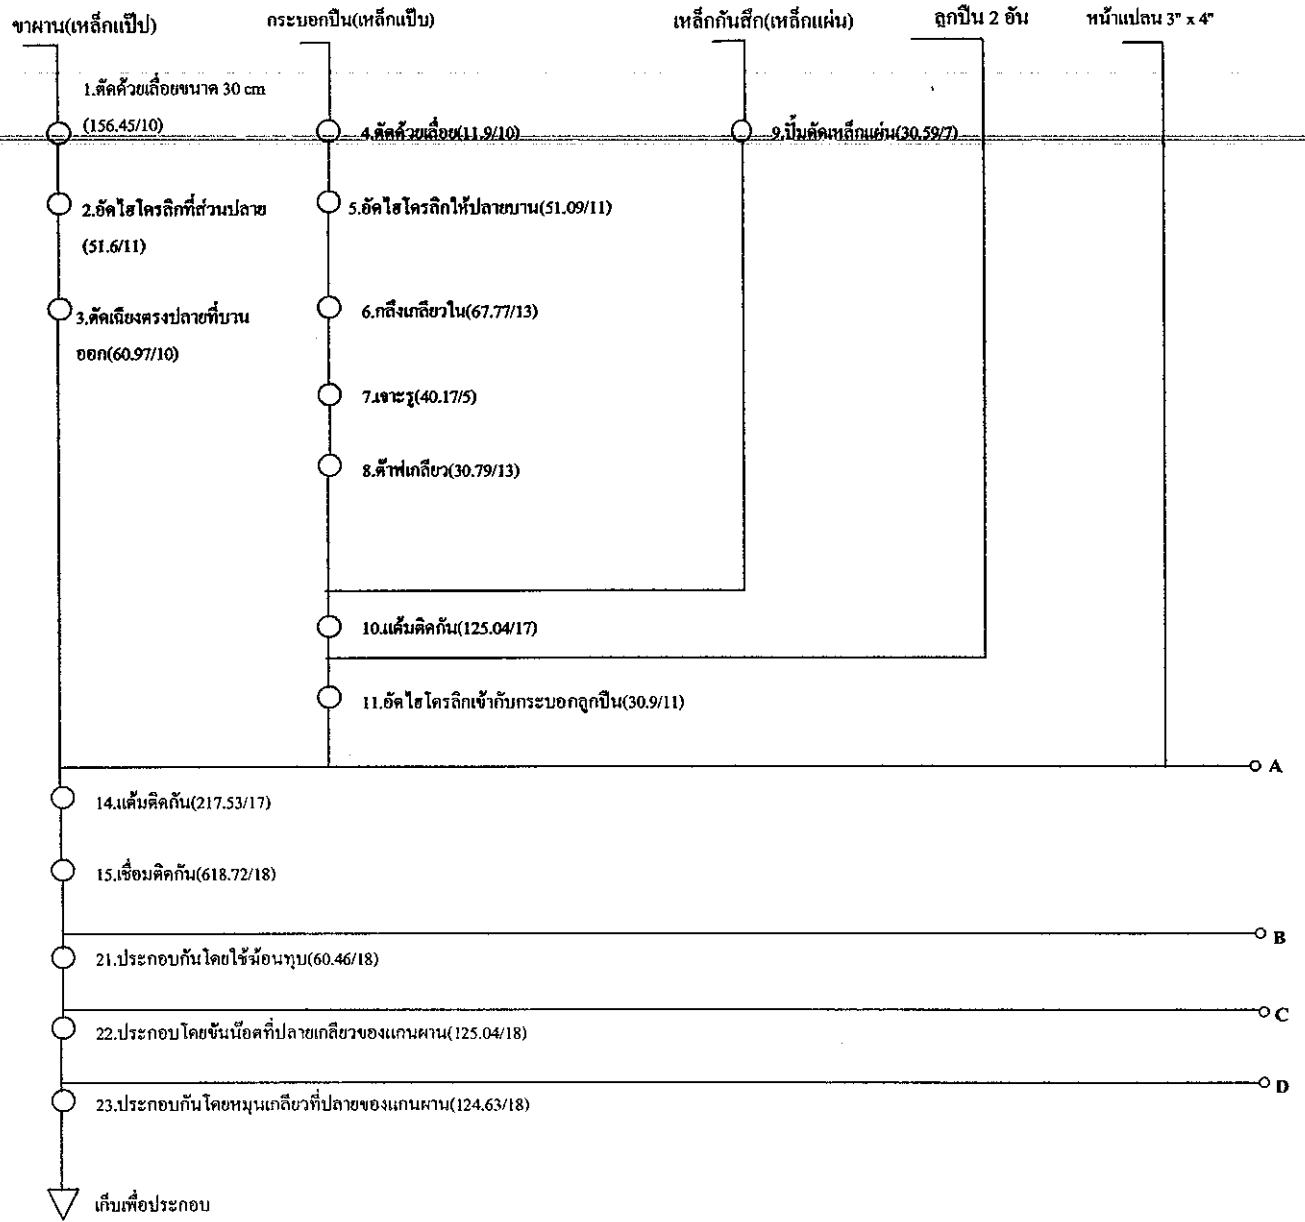 ขาผาน(เหล็กแป๊ป)
กระบอกปืน(เหล็กแป๊บ)
เหล็กกันสึก(เหล็กแผ่น)
ลูกปืน 2 อัน
หน้าแปลน 3" x 4"
1.ตัดด้วยเลื่อยขนาด 30 cm
(156.45/10)
4.ตัดด้วยเลื่อย(11.9/10)
9.ปั๊มตัดเหล็กแผ่น(30.59/7)
2.อัดไฮโครลิกที่ส่วนปลาย
(51.6/11)
5.อัดไฮโครลิกให้ปลายบาน(51.09/11)
3.ตัดเฉียงตรงปลายที่บาน
ออก(60.97/10)
6.กลึงเกลียวใน(67.77/13)
7.เจาะรู(40.17/5)
8.ต๊าฟเกลียว(30.79/13)
10.แต้มติดกัน(125.04/17)
11.อัดไฮโดรลิกเข้ากับกระบอกลูกปืน(30.9/11)
A
14.แต้มติดกัน(217.53/17)
15.เชื่อมติดกัน(618.72/18)
B
21.ประกอบกันโดยใช้ฆ้อนทุบ(60.46/18)
C
22.ประกอบโดยขันน๊อตที่ปลายเกลียวของแกนผาน(125.04/18)
D
23.ประกอบกันโดยหมุนเกลียวที่ปลายของแกนผาน(124.63/18)
เก็บเพื่อประกอบ